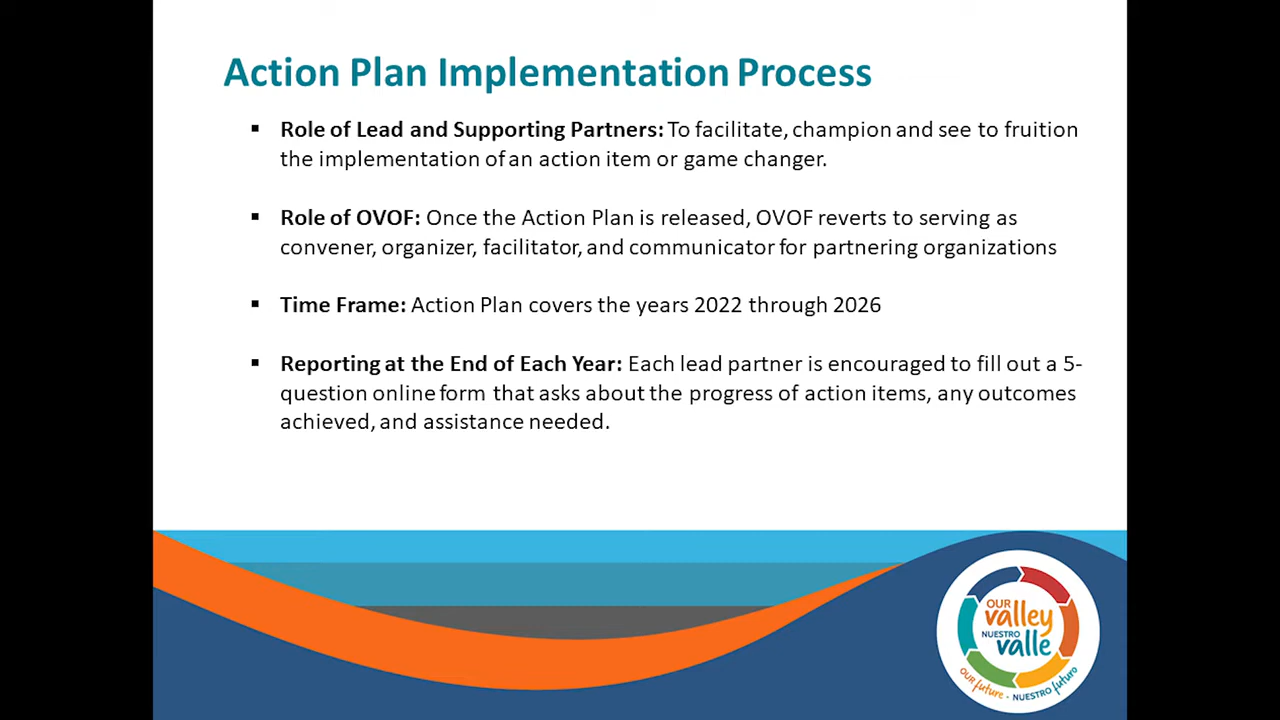 Action Plan Implementation Process
▪ Role of Lead and Supporting Partners: To facilitate, champion and see to fruition
the implementation of an action item or game changer.
▪ Role of OVOF: Once the Action Plan is released, OVOF reverts to serving as
convener, organizer, facilitator, and communicator for partnering organizations
▪ Time Frame: Action Plan covers the years 2022 through 2026
▪ Reporting at the End of Each Year: Each lead partner is encouraged to fill out a 5-
question online form that asks about the progress of action items, any outcomes
achieved, and assistance needed.
OUR
valley
NUESTRO
valle
OUR future - NUESTRO futuro